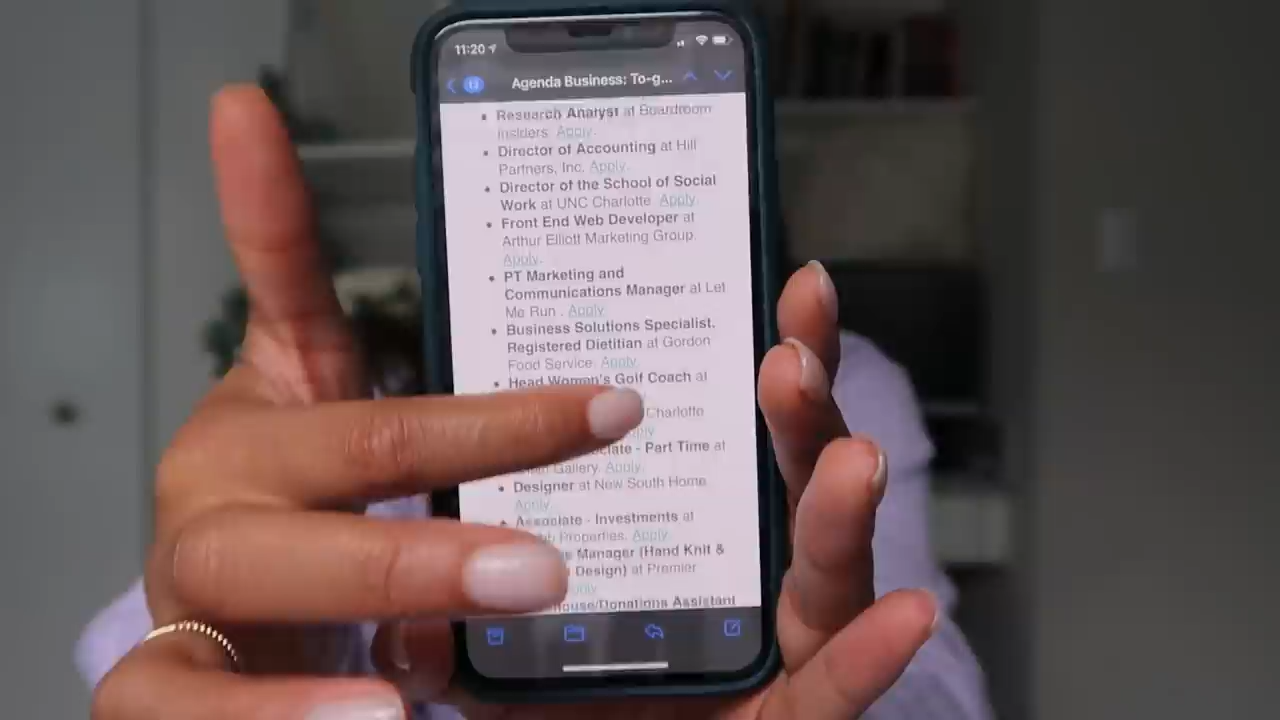 11:20
13
Agenda Business: To-g...
Research Analyst at Boardroom
Insiders. Apply.
Director of Accounting at Hill
Partners, Inc. Apply.
Director of the School of Social
Work at UNC Charlotte. Apply.
Front End Web Developer at
Arthur Elliott Marketing Group.
Apply.
PT Marketing and
Communications Manager at Let
Me Run . Apply.
Business Solutions Specialist,
Registered Dietitian at Gordon
Food Service. Apply.
Head Woman's Golf Coach at
Charlotte
- Part Time at
Gallery. Apply.
Designer at New South Home.
Apply.
Associate - Investments at
Properties. Apply.
Manager (Hand Knit &
Design) at Premier
Assistant